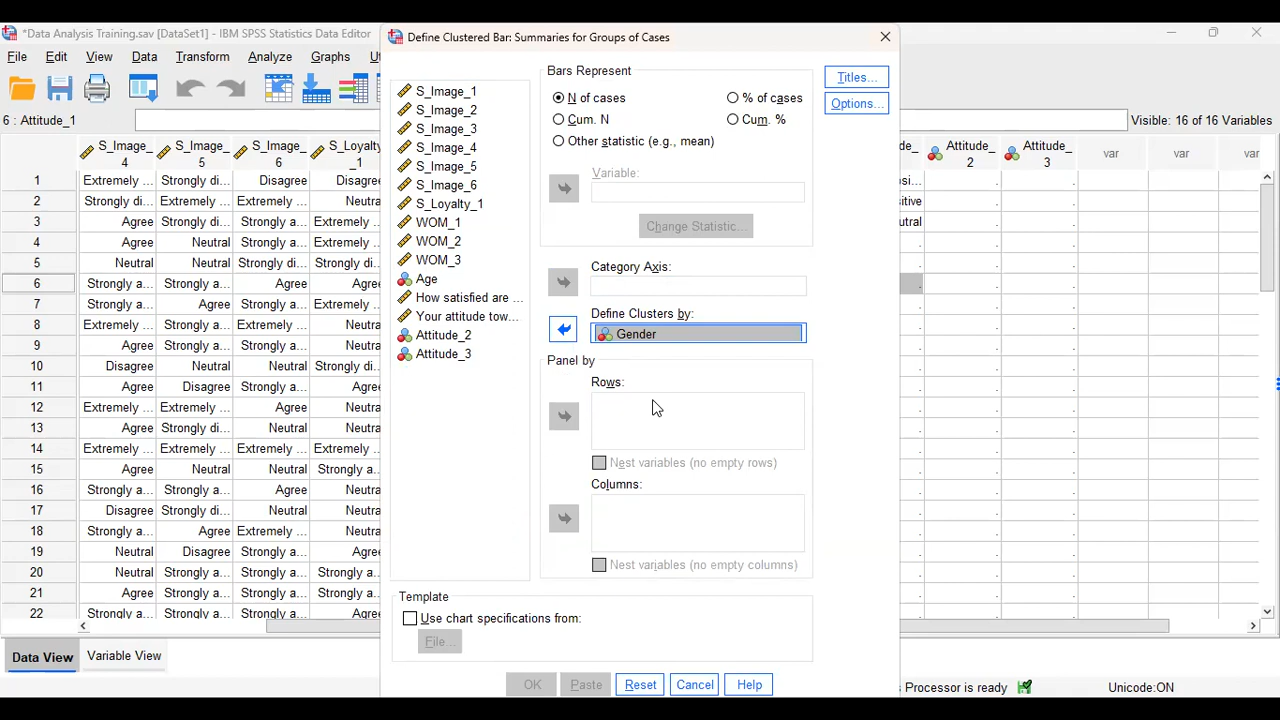 *Data Analysis Training.sav [DataSet1] - IBM SPSS Statistics Data Editor
File Edit View Data Transform Analyze Graphs
6 : Attitude_1
Visible: 16 of 16 Variables
S_Image_4 S_Image_5 S_Image_6 S_Loyalty_1 Attitude_2 Attitude_3 var var var
1 Extremely ... Strongly di... Disagree Disagre
2 Strongly di... Extremely ... Extremely ... Neutra
3 Agree Strongly di... Agree Extremely ...
4 Agree Neutral Strongly di... Extremely ...
5 Neutral Neutral Strongly di... Extremely ...
6 Strongly a... Strongly a... Agree Agre
7 Strongly a... Agree Strongly a... Extremely ...
8 Extremely ... Strongly a... Strongly a... Neutra
9 Extremely ... Strongly a... Strongly a... Neutra
10 Disagree Neutral Neutral Strongly di...
11 Agree Disagree Strongly a... Extremely ...
12 Extremely ... Extremely ... Agree Neutra
13 Agree Strongly di... Extremely ... Neutra
14 Extremely ... Extremely ... Extremely ... Extremely ...
15 Agree Neutral Neutral Strongly a...
16 Strongly a... Strongly a... Agree Neutra
17 Disagree Strongly a... Neutral Strongly di...
18 Strongly a... Agree Extremely ... Neutra
19 Neutral Disagree Strongly a... Extremely ...
20 Neutral Strongly a... Strongly a... Strongly a...
21 Agree Strongly a... Strongly a... Neutra
22 Strongly a... Strongly a... Agree Strongly a...
Data View Variable View
Define Clustered Bar: Summaries for Groups of Cases
S_Image_1
S_Image_2
S_Image_3
S_Image_4
S_Image_5
S_Image_6
S_Loyalty_1
WOM_1
WOM_2
WOM_3
Age
How satisfied are ...
Your attitude tow...
Attitude_2
Attitude_3
Bars Represent
N of cases % of cases
Cum. N Cum. %
Other statistic (e.g., mean)
Variable:
Change Statistic...
Category Axis:
Define Clusters by:
Gender
Panel by
Rows:
Nest variables (no empty rows)
Columns:
Nest variables (no empty columns)
Template
Use chart specifications from:
File...
Titles...
Options...
OK Paste Reset Cancel Help
Processor is ready Unicode:ON